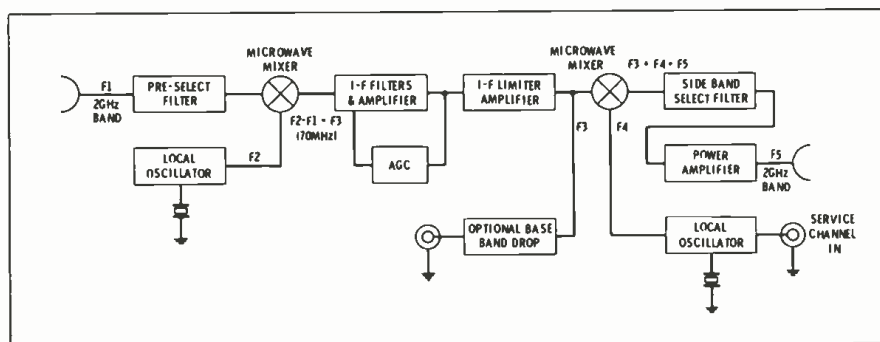 MICROWAVE
MIXER
F1
2GHz
BAND
PRE-SELECT
FILTER
I-F FILTERS
& AMPLIFIER
I-F LIMITER
AMPLIFIER
MICROWAVE
MIXER
F3 + F4 = F5
SIDE BAND
SELECT FILTER
F2-F1 = F3
(70MHz)
F3
F4
LOCAL
OSCILLATOR
F2
AGC
POWER
AMPLIFIER
F5
2GHz
BAND
OPTIONAL BASE
BAND DROP
LOCAL
OSCILLATOR
SERVICE
CHANNEL
IN